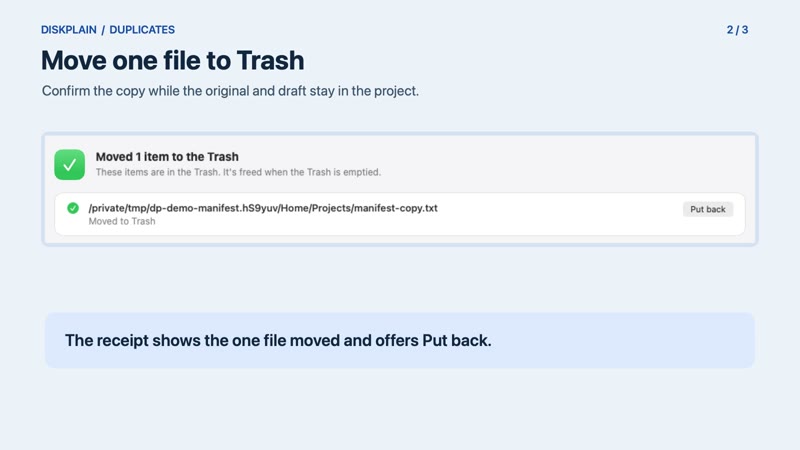 DISKPLAIN / DUPLICATES
2 / 3
Move one file to Trash
Confirm the copy while the original and draft stay in the project.
Moved 1 item to the Trash
These items are in the Trash. It's freed when the Trash is emptied.
/private/tmp/dp-demo-manifest.hS9yuv/Home/Projects/manifest-copy.txt
Put back
Moved to Trash
The receipt shows the one file moved and offers Put back.